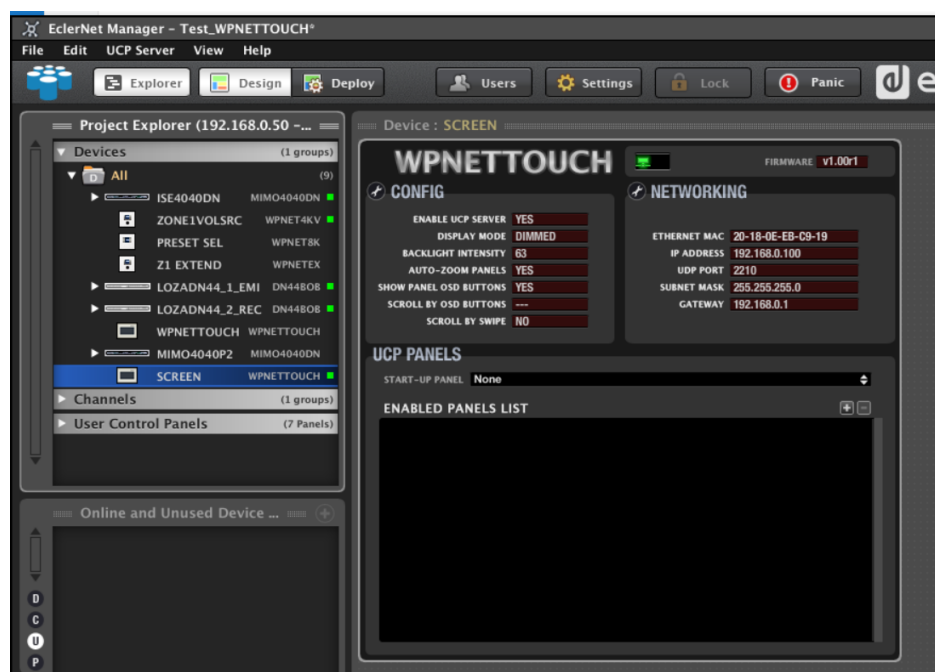 EclerNet Manager – Test_WPNETTOUCH*
File Edit UCP Server View Help
Explorer Design Deploy Users Settings Lock Panic e
Project Explorer (192.168.0.50 –...
Devices (1 groups)
D All (9)
ISE4040DN MIMO4040DN
ZONE1VOLSRC WPNET4KV
PRESET SEL WPNET8K
Z1 EXTEND WPNETEX
LOZADN44_1_EMI DN44BOB
LOZADN44_2_REC DN44BOB
WPNETTOUCH WPNETTOUCH
MIMO4040P2 MIMO4040DN
SCREEN WPNETTOUCH
Channels (1 groups)
User Control Panels (7 Panels)
Online and Unused Device ...
D
C
U
P
Device : SCREEN
WPNETTOUCH FIRMWARE v1.00r1
CONFIG
ENABLE UCP SERVER YES
DISPLAY MODE DIMMED
BACKLIGHT INTENSITY 63
AUTO-ZOOM PANELS YES
SHOW PANEL OSD BUTTONS YES
SCROLL BY OSD BUTTONS ---
SCROLL BY SWIPE NO
NETWORKING
ETHERNET MAC 20-18-0E-EB-C9-19
IP ADDRESS 192.168.0.100
UDP PORT 2210
SUBNET MASK 255.255.255.0
GATEWAY 192.168.0.1
UCP PANELS
START-UP PANEL None
ENABLED PANELS LIST